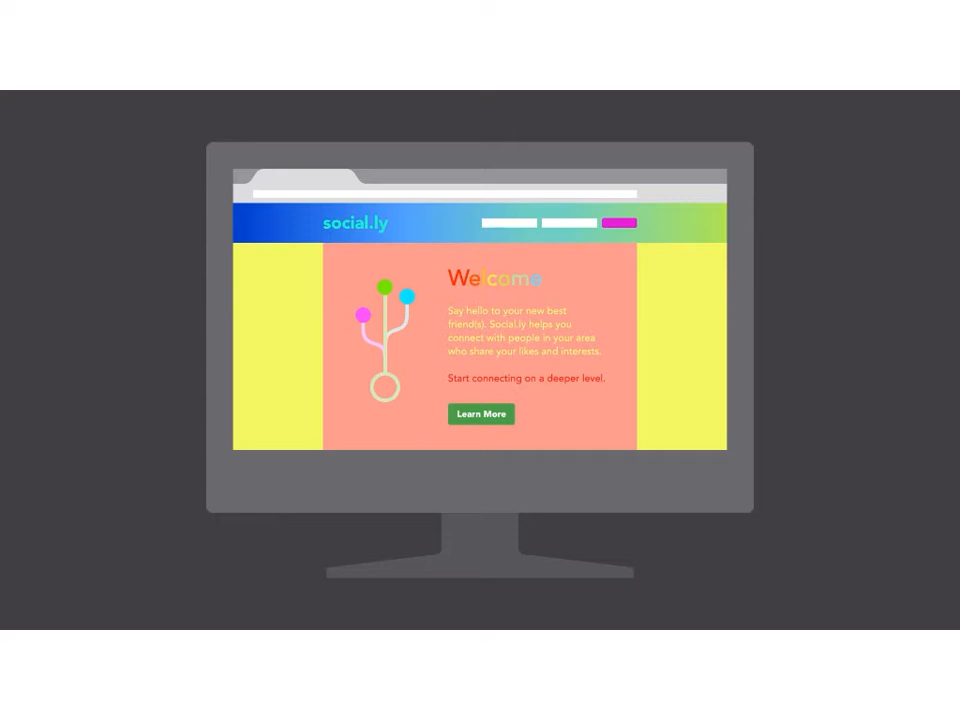 social.ly
Welcome
Say hello to your new best
friend(s). Social.ly helps you
connect with people in your area
who share your likes and interests.
Start connecting on a deeper level.
Learn More